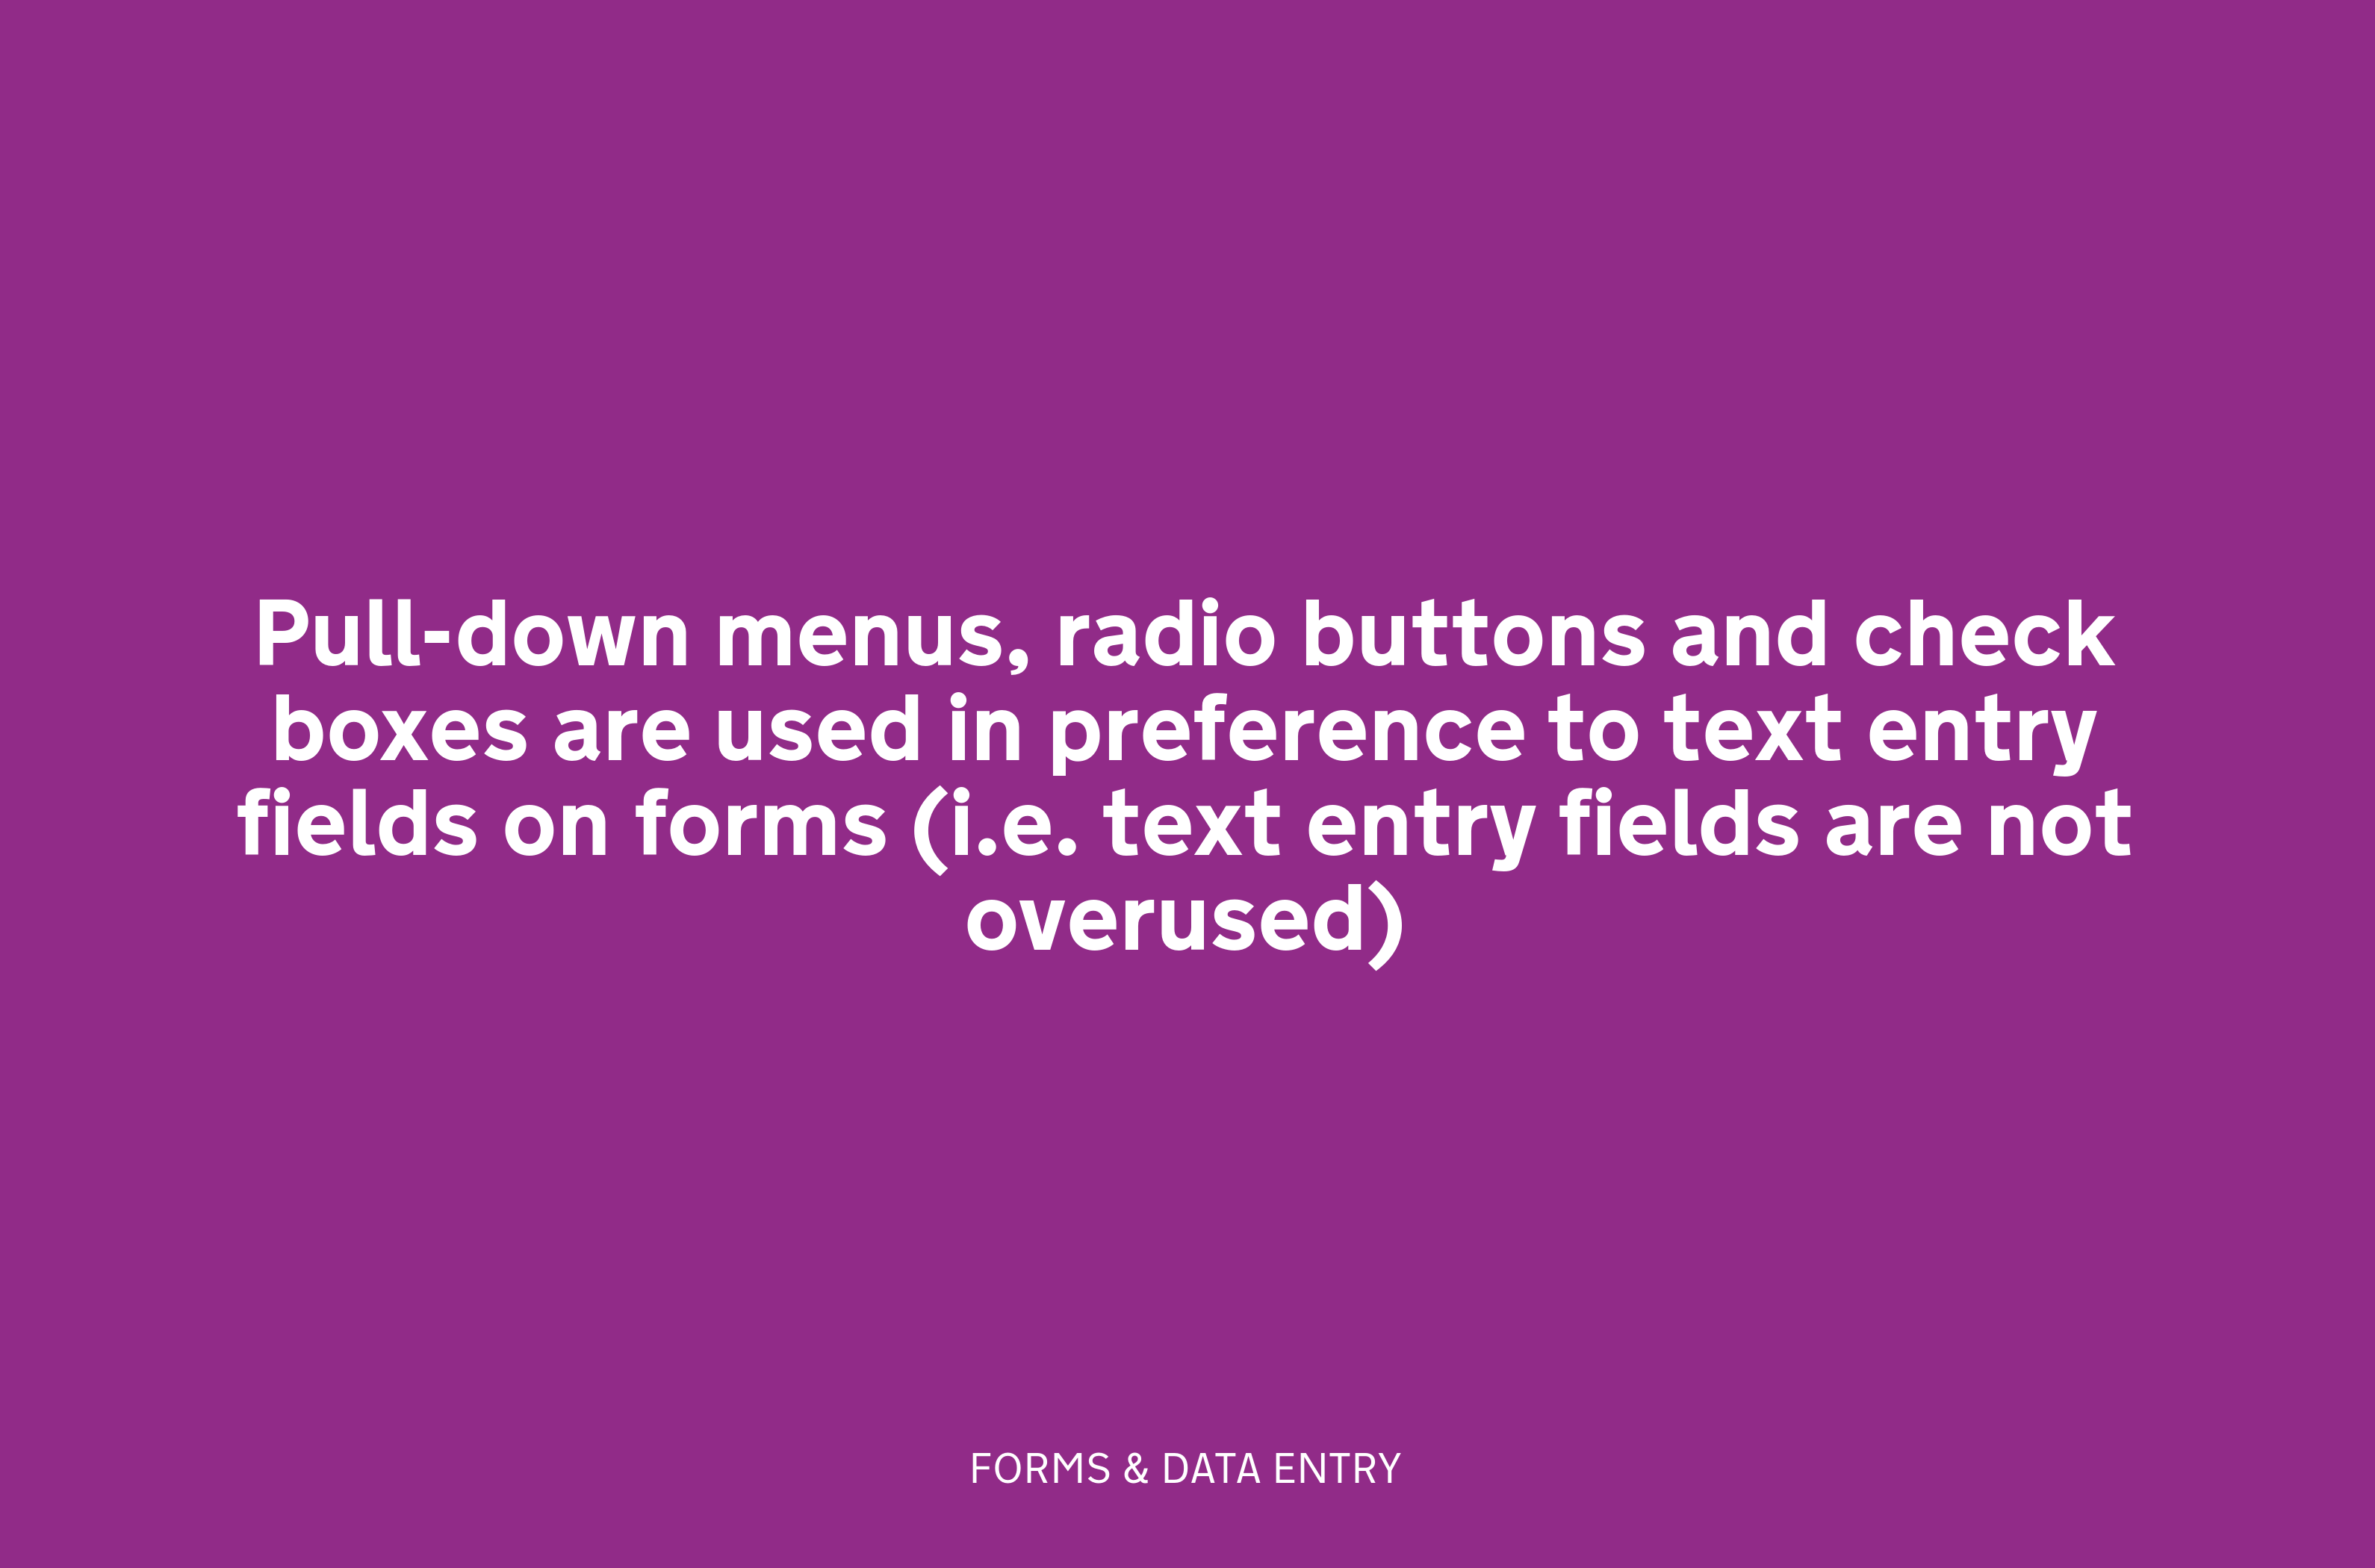 Pull-down menus, radio buttons and check
boxes are used in preference to text entry
fields on forms (i.e. text entry fields are not
overused)
FORMS & DATA ENTRY